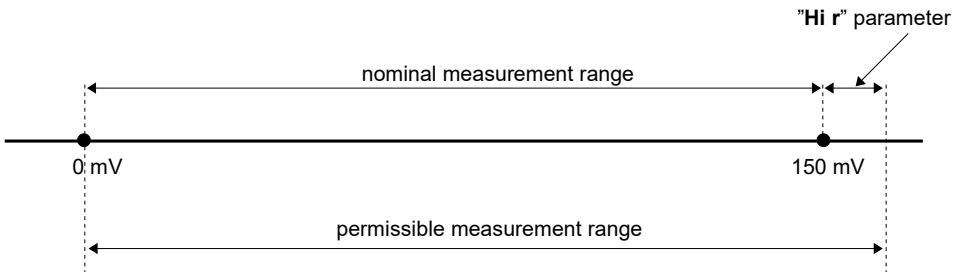 ”Hi r” parameter
nominal measurement range
0 mV
150 mV
permissible measurement range